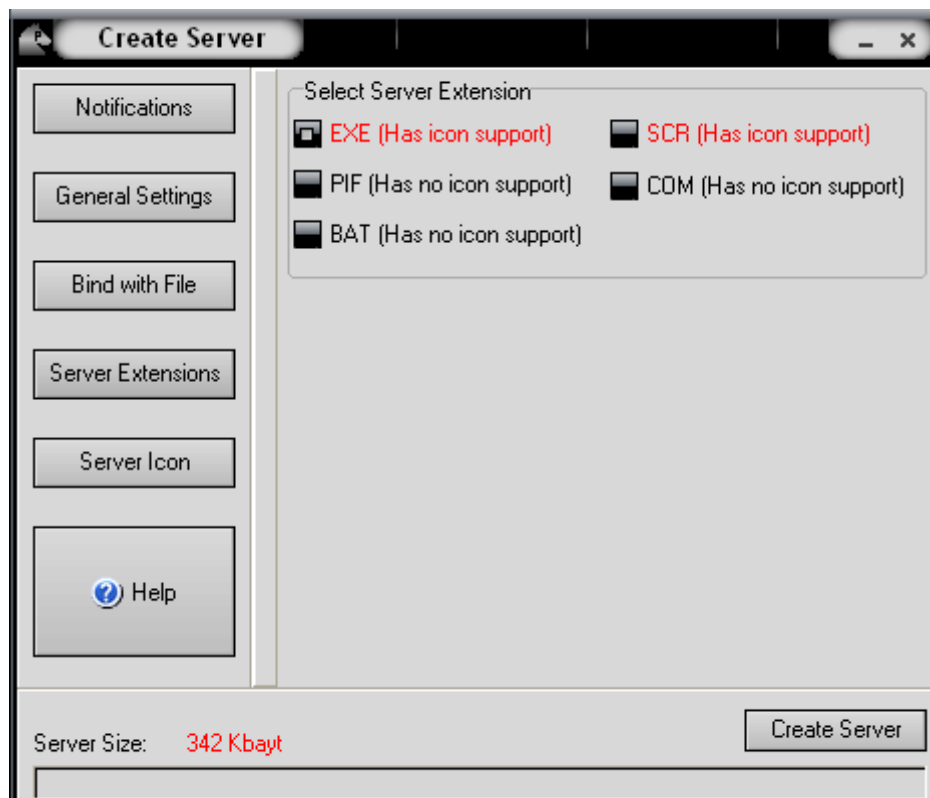 P
Create Server
Notifications
General Settings
Bind with File
Server Extensions
Server Icon
Help
Select Server Extension
EXE (Has icon support)
SCR (Has icon support)
PIF (Has no icon support)
COM (Has no icon support)
BAT (Has no icon support)
Server Size: 342 Kbayt
Create Server